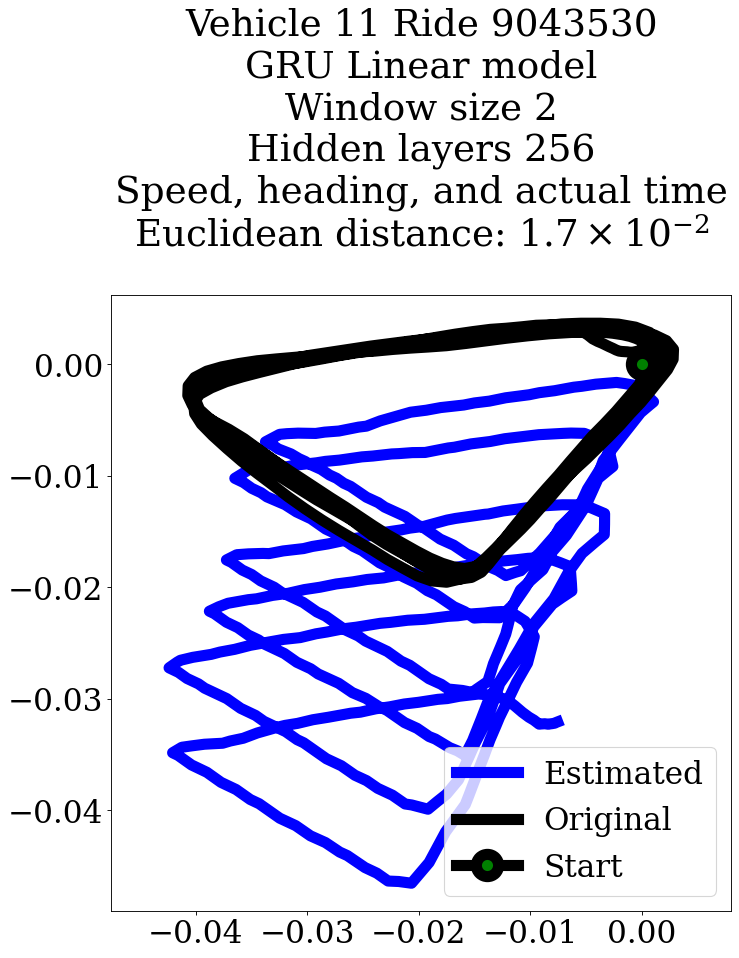 Vehicle 11 Ride 9043530
GRU Linear model
Window size 2
Hidden layers 256
Speed, heading, and actual time
Euclidean distance: 1.7 × 10⁻²
0.00
−0.01
−0.02
−0.03
−0.04
Estimated
Original
Start
−0.04 −0.03 −0.02 −0.01 0.00